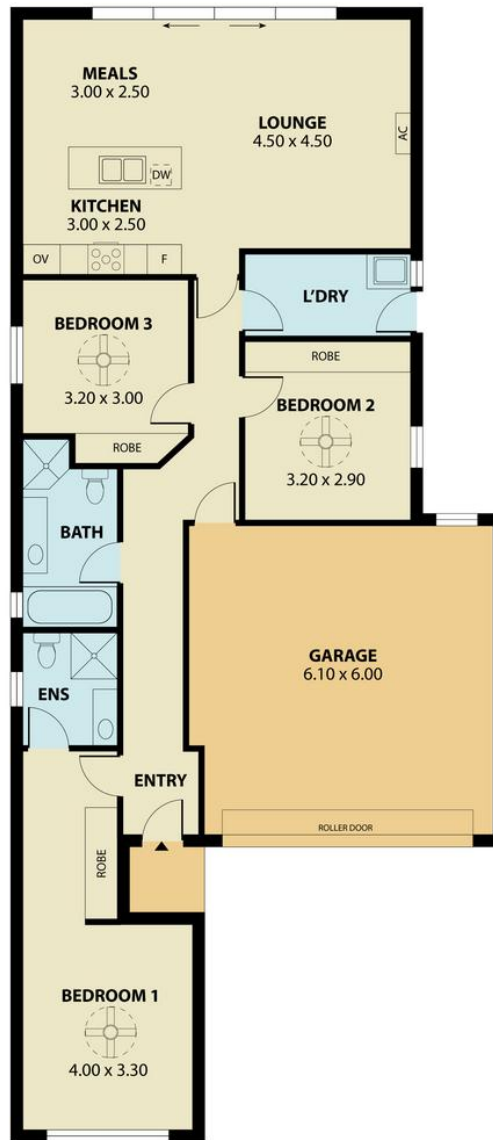 MEALS
3.00 x 2.50
LOUNGE
4.50 x 4.50
AC
DW
KITCHEN
3.00 x 2.50
OV
F
L'DRY
BEDROOM 3
3.20 x 3.00
ROBE
ROBE
BEDROOM 2
3.20 x 2.90
BATH
GARAGE
6.10 x 6.00
ENS
ENTRY
ROLLER DOOR
ROBE
BEDROOM 1
4.00 x 3.30